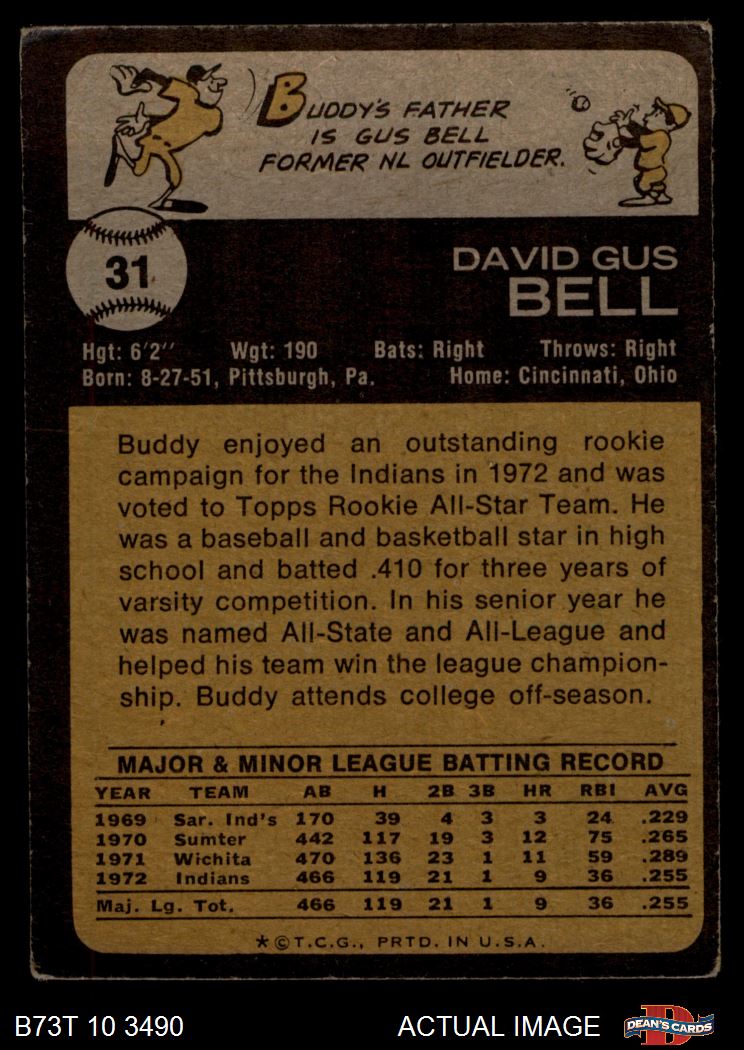 BUDDY'S FATHER
IS GUS BELL
FORMER NL OUTFIELDER.
31
DAVID GUS
BELL
Hgt: 6'2" Wgt: 190 Bats: Right Throws: Right
Born: 8-27-51, Pittsburgh, Pa. Home: Cincinnati, Ohio
Buddy enjoyed an outstanding rookie
campaign for the Indians in 1972 and was
voted to Topps Rookie All-Star Team. He
was a baseball and basketball star in high
school and batted .410 for three years of
varsity competition. In his senior year he
was named All-State and All-League and
helped his team win the league champion-
ship. Buddy attends college off-season.
MAJOR & MINOR LEAGUE BATTING RECORD
YEAR TEAM AB H 2B 3B HR RBI AVG
1969 Sar. Ind's 170 39 4 3 3 24 .229
1970 Sumter 442 117 19 3 12 75 .265
1971 Wichita 470 136 23 1 11 59 .289
1972 Indians 466 119 21 1 9 36 .255
Maj. Lg. Tot. 466 119 21 1 9 36 .255
*©T.C.G., PRTD. IN U.S.A.
B73T 10 3490 ACTUAL IMAGE
D
DEAN'S CARDS